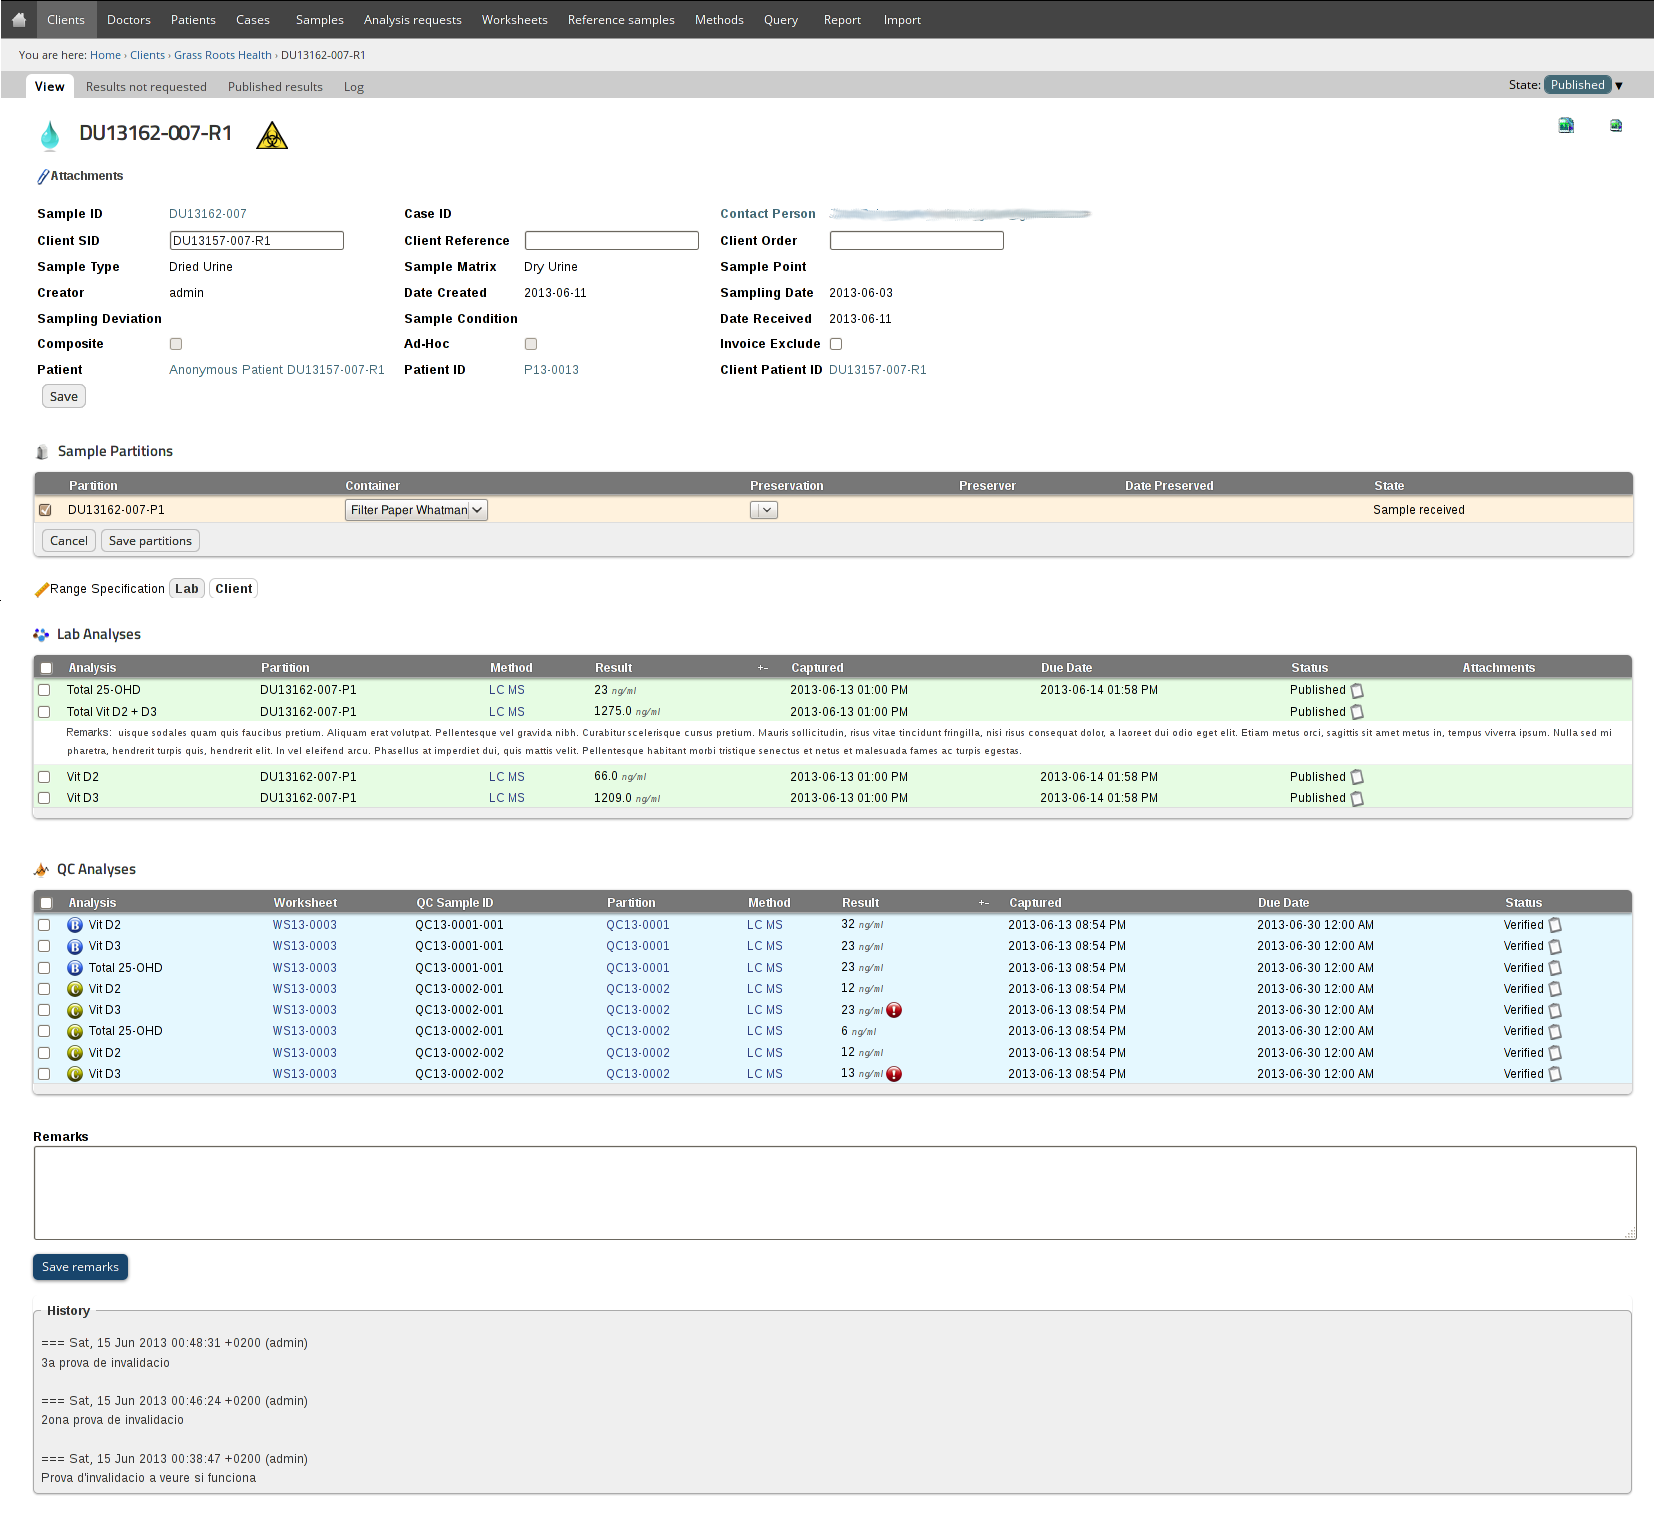 Clients Doctors Patients Cases Samples Analysis requests Worksheets Reference samples Methods Query Report Import
You are here: Home › Clients › Grass Roots Health › DU13162-007-R1
View Results not requested Published results Log State: Published ▼
DU13162-007-R1
Attachments
Sample ID DU13162-007 Case ID Contact Person
Client SID DU13157-007-R1 Client Reference Client Order
Sample Type Dried Urine Sample Matrix Dry Urine Sample Point
Creator admin Date Created 2013-06-11 Sampling Date 2013-06-03
Sampling Deviation Sample Condition Date Received 2013-06-11
Composite Ad-Hoc Invoice Exclude
Patient Anonymous Patient DU13157-007-R1 Patient ID P13-0013 Client Patient ID DU13157-007-R1
Save
Sample Partitions
Partition Container Preservation Preserver Date Preserved State
DU13162-007-P1 Filter Paper Whatman Sample received
Cancel Save partitions
Range Specification Lab Client
Lab Analyses
Analysis Partition Method Result +- Captured Due Date Status Attachments
Total 25-OHD DU13162-007-P1 LC MS 23 ng/ml 2013-06-13 01:00 PM 2013-06-14 01:58 PM Published
Total Vit D2 + D3 DU13162-007-P1 LC MS 1275.0 ng/ml 2013-06-13 01:00 PM Published
Remarks: uisque sodales quam quis faucibus pretium. Aliquam erat volutpat. Pellentesque vel gravida nibh. Curabitur scelerisque cursus pretium. Mauris sollicitudin, risus vitae tincidunt fringilla, nisi risus consequat dolor, a laoreet dui odio eget elit. Etiam metus orci, sagittis sit amet metus in, tempus viverra ipsum. Nulla sed mi
pharetra, hendrerit turpis quis, hendrerit elit. In vel eleifend arcu. Phasellus at imperdiet dui, quis mattis velit. Pellentesque habitant morbi tristique senectus et netus et malesuada fames ac turpis egestas.
Vit D2 DU13162-007-P1 LC MS 66.0 ng/ml 2013-06-13 01:00 PM 2013-06-14 01:58 PM Published
Vit D3 DU13162-007-P1 LC MS 1209.0 ng/ml 2013-06-13 01:00 PM 2013-06-14 01:58 PM Published
QC Analyses
Analysis Worksheet QC Sample ID Partition Method Result +- Captured Due Date Status
B Vit D2 WS13-0003 QC13-0001-001 QC13-0001 LC MS 32 ng/ml 2013-06-13 08:54 PM 2013-06-30 12:00 AM Verified
B Vit D3 WS13-0003 QC13-0001-001 QC13-0001 LC MS 23 ng/ml 2013-06-13 08:54 PM 2013-06-30 12:00 AM Verified
B Total 25-OHD WS13-0003 QC13-0001-001 QC13-0001 LC MS 23 ng/ml 2013-06-13 08:54 PM 2013-06-30 12:00 AM Verified
C Vit D2 WS13-0003 QC13-0002-001 QC13-0002 LC MS 12 ng/ml 2013-06-13 08:54 PM 2013-06-30 12:00 AM Verified
C Vit D3 WS13-0003 QC13-0002-001 QC13-0002 LC MS 23 ng/ml ! 2013-06-13 08:54 PM 2013-06-30 12:00 AM Verified
C Total 25-OHD WS13-0003 QC13-0002-001 QC13-0002 LC MS 6 ng/ml 2013-06-13 08:54 PM 2013-06-30 12:00 AM Verified
C Vit D2 WS13-0003 QC13-0002-002 QC13-0002 LC MS 12 ng/ml 2013-06-13 08:54 PM 2013-06-30 12:00 AM Verified
C Vit D3 WS13-0003 QC13-0002-002 QC13-0002 LC MS 13 ng/ml ! 2013-06-13 08:54 PM 2013-06-30 12:00 AM Verified
Remarks
Save remarks
History
=== Sat, 15 Jun 2013 00:48:31 +0200 (admin)
3a prova de invalidacio
=== Sat, 15 Jun 2013 00:46:24 +0200 (admin)
2ona prova de invalidacio
=== Sat, 15 Jun 2013 00:38:47 +0200 (admin)
Prova d'invalidacio a veure si funciona